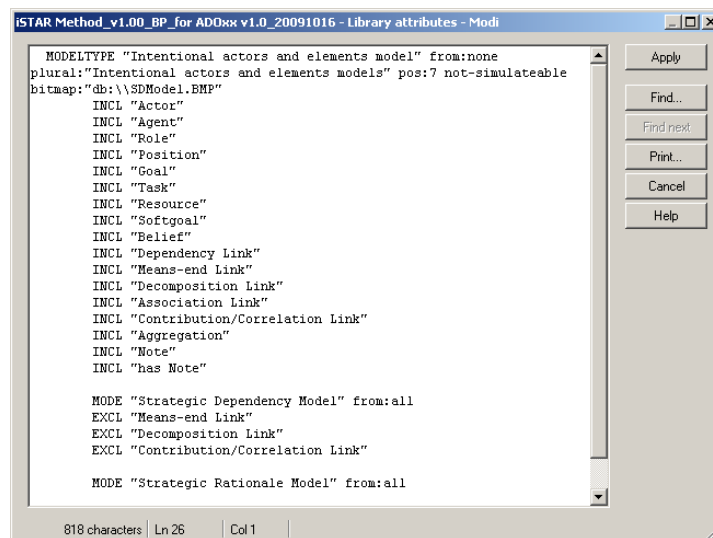 iSTAR Method_v1.00_BP_for ADOxx v1.0_20091016 - Library attributes - Modi
MODELTYPE "Intentional actors and elements model" from:none
plural:"Intentional actors and elements models" pos:7 not-simulateable
bitmap:"db:\\SDModel.BMP"
INCL "Actor"
INCL "Agent"
INCL "Role"
INCL "Position"
INCL "Goal"
INCL "Task"
INCL "Resource"
INCL "Softgoal"
INCL "Belief"
INCL "Dependency Link"
INCL "Means-end Link"
INCL "Decomposition Link"
INCL "Association Link"
INCL "Contribution/Correlation Link"
INCL "Aggregation"
INCL "Note"
INCL "has Note"
MODE "Strategic Dependency Model" from:all
EXCL "Means-end Link"
EXCL "Decomposition Link"
EXCL "Contribution/Correlation Link"
MODE "Strategic Rationale Model" from:all
Apply
Find...
Find next
Print...
Cancel
Help
818 characters Ln 26 Col 1